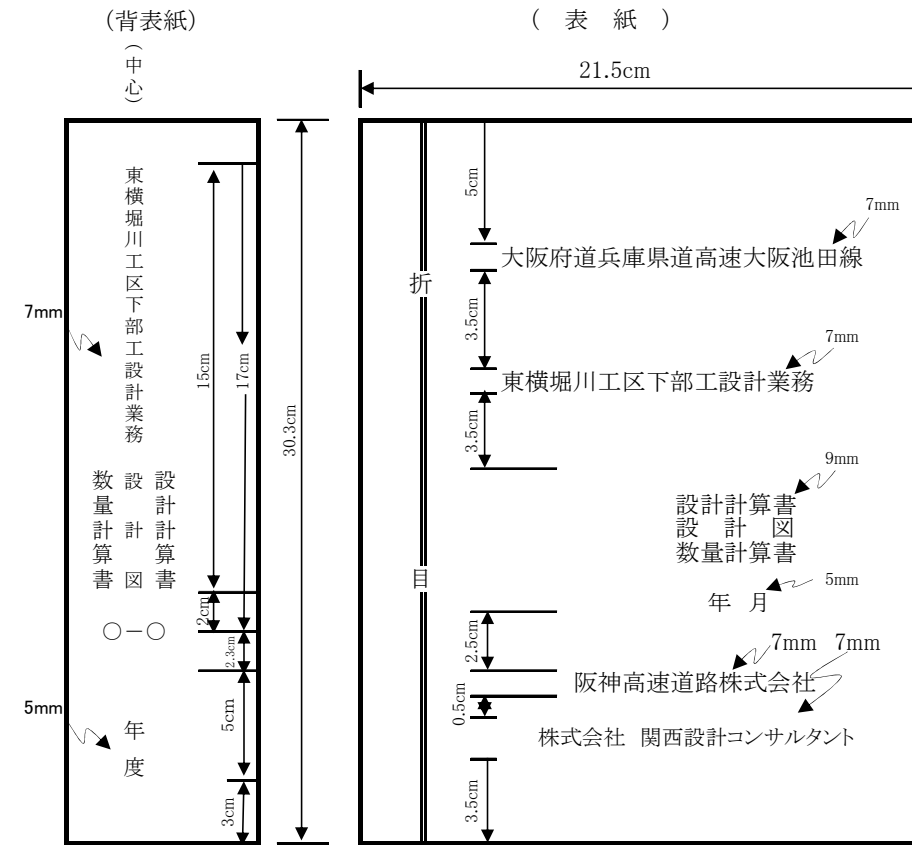 (背表紙)
(中心)
東横堀川工区下部工設計業務
設計計算書
設計図
数量計算書
○－○
年度
7mm
5mm
15cm
17cm
2cm
2.3cm
5cm
3cm
30.3cm
( 表 紙 )
21.5cm
折目
5cm
7mm
大阪府道兵庫県道高速大阪池田線
3.5cm
7mm
東横堀川工区下部工設計業務
3.5cm
9mm
設計計算書
設 計 図
数量計算書
5mm
年 月
2.5cm
7mm 7mm
阪神高速道路株式会社
0.5cm
株式会社 関西設計コンサルタント
3.5cm